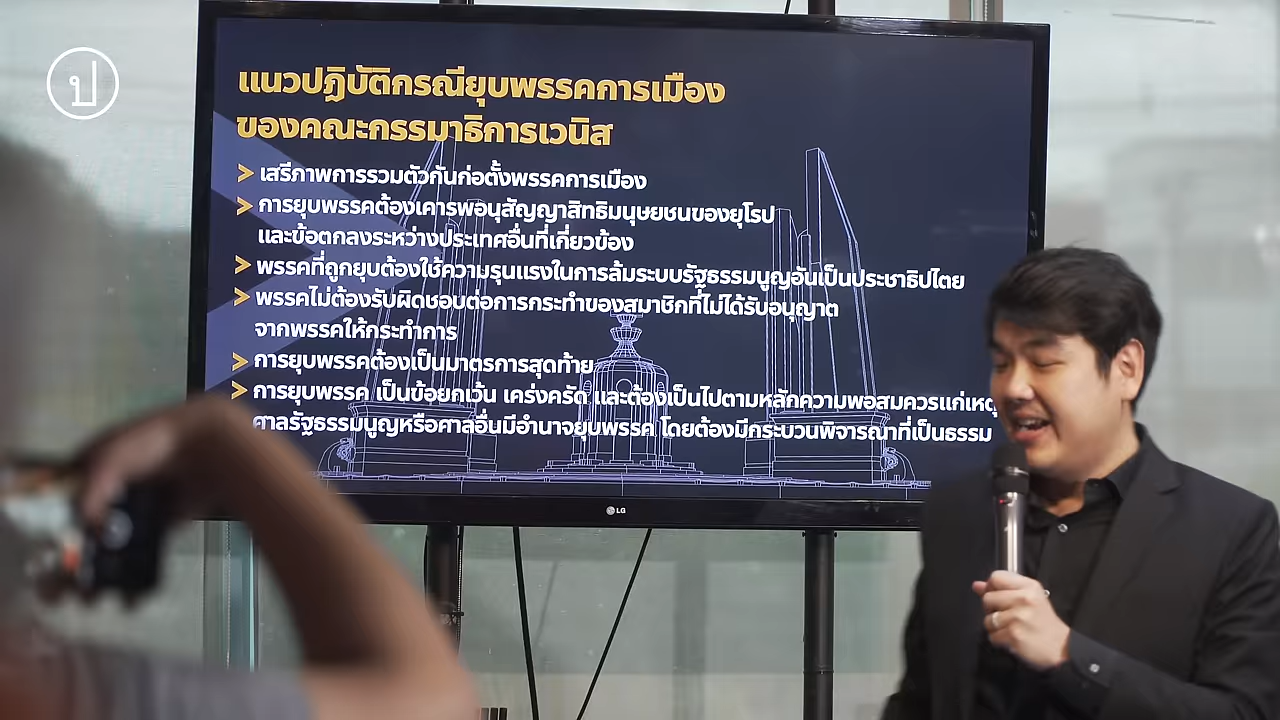 ป
แนวปฏิบัติกรณียุบพรรคการเมือง
ของคณะกรรมาธิการเวนิส
เสรีภาพการรวมตัวกันก่อตั้งพรรคการเมือง
การยุบพรรคต้องเคารพอนุสัญญาสิทธิมนุษยชนของยุโรป
และข้อตกลงระหว่างประเทศอื่นที่เกี่ยวข้อง
พรรคที่ถูกยุบต้องใช้ความรุนแรงในการล้มระบบรัฐธรรมนูญอันเป็นประชาธิปไตย
พรรคไม่ต้องรับผิดชอบต่อการกระทำของสมาชิกที่ไม่ได้รับอนุญาต
จากพรรคให้กระทำการ
การยุบพรรคต้องเป็นมาตรการสุดท้าย
การยุบพรรค เป็นข้อยกเว้น เคร่งครัด และต้องเป็นไปตามหลักความพอสมควรแก่เหตุ
ศาลรัฐธรรมนูญหรือศาลอื่นมีอำนาจยุบพรรค โดยต้องมีกระบวนพิจารณาที่เป็นธรรม
LG